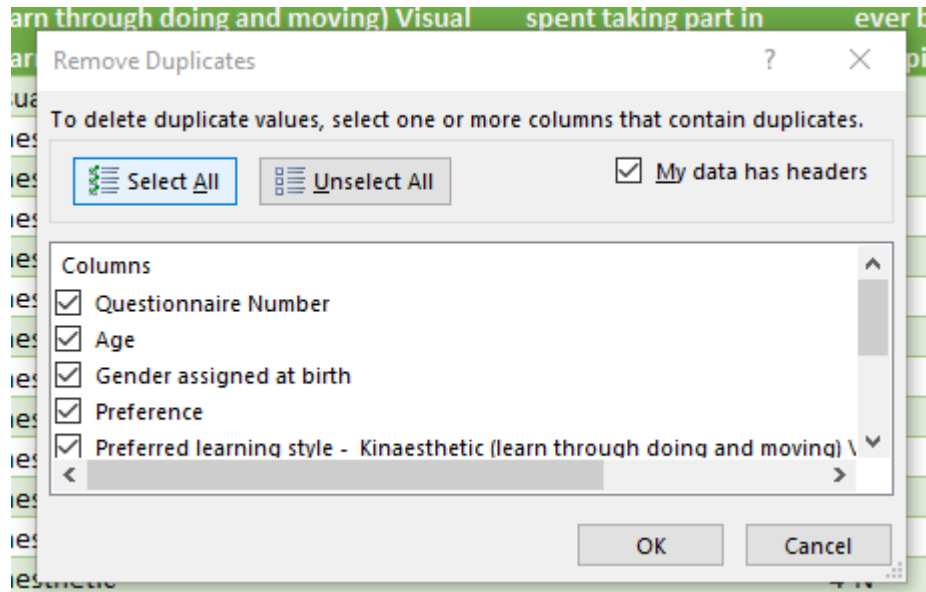 arn through doing and moving) Visual spent taking part in ever b
Remove Duplicates ? ×
To delete duplicate values, select one or more columns that contain duplicates.
Select All Unselect All My data has headers
Columns
Questionnaire Number
Age
Gender assigned at birth
Preference
Preferred learning style - Kinaesthetic (learn through doing and moving) V
OK Cancel